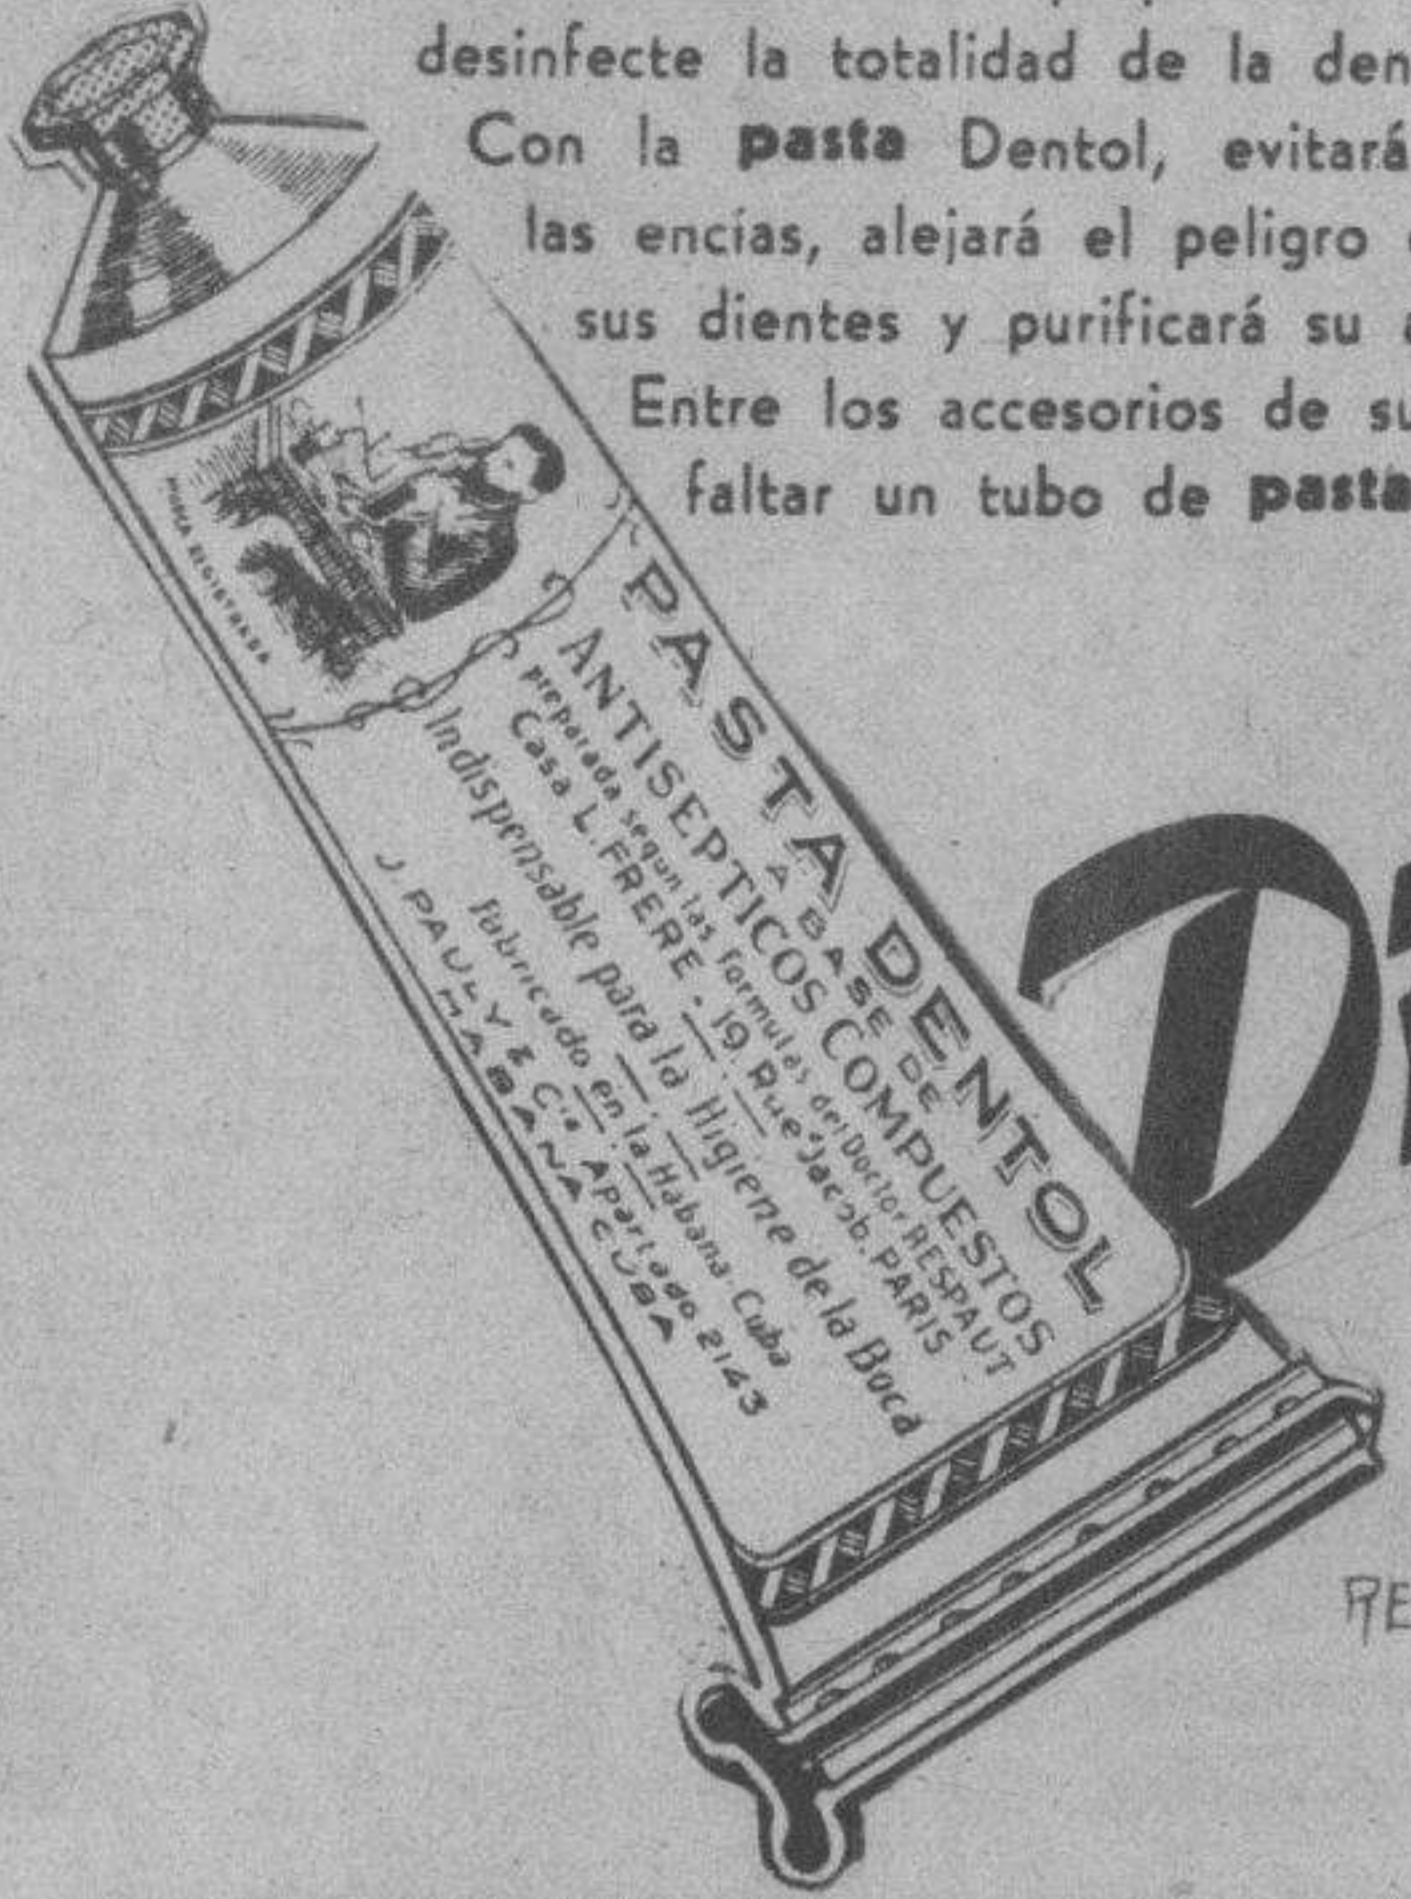 desinfecte la totalidad de la den
Con la pasta Dentol, evitará
las encías, alejará el peligro
sus dientes y purificará su a
Entre los accesorios de su
faltar un tubo de pasta
PASTA DENTOL
A BASE DE
ANTISEPTICOS COMPUESTOS
preparada segun las formulas del Doctor RESPAUT
Casa L. FRERE. 19. Rue Jacob. PARIS
Indispensable para la Higiene de la Boca
Fabricado en la Habana-Cuba
J. PAULY & Cia Apartado 2143
HABANA CUBA
REGISTRADA
D
RE